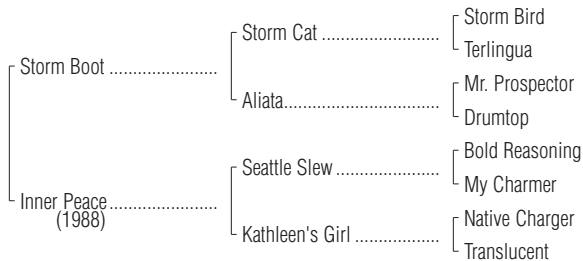 Storm Bird
Storm Cat ..............................
Terlingua
Storm Boot ......................
Mr. Prospector
Aliata........................................
Drumtop
Bold Reasoning
Seattle Slew ..........................
My Charmer
Inner Peace......................
(1988)
Native Charger
Kathleen's Girl .....................
Translucent